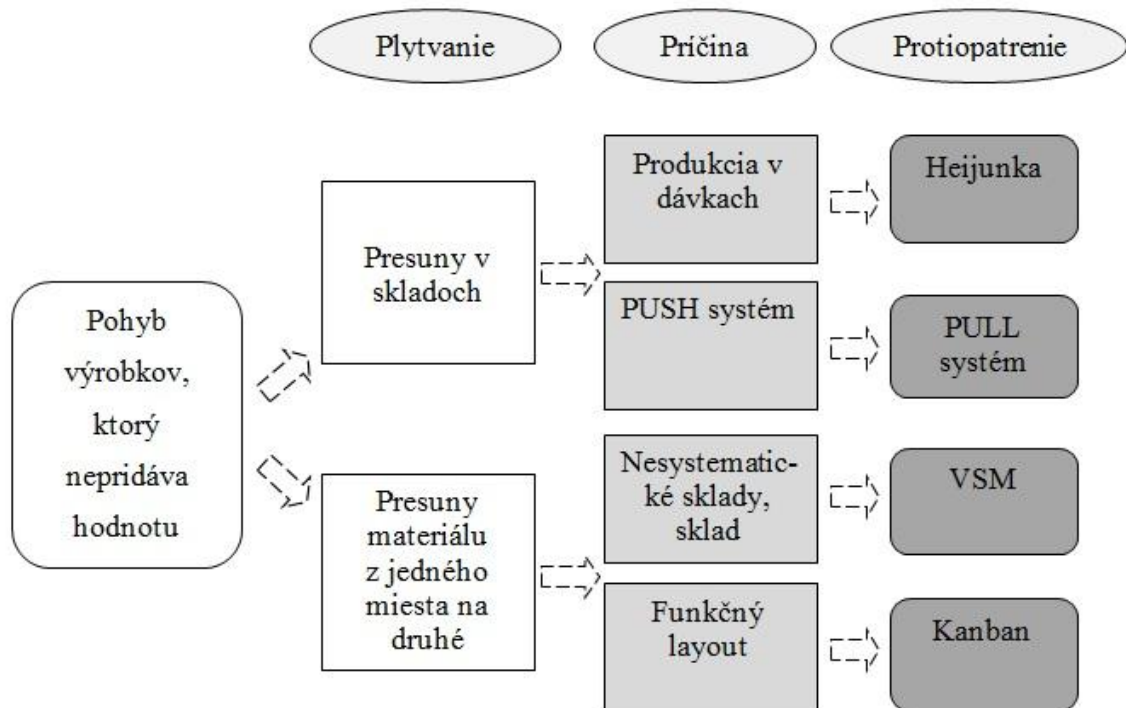 Plytvanie
Príčina
Protiopatrenie
Pohyb
výrobkov,
ktorý
nepridáva
hodnotu
Presuny v
skladoch
Produkcia v
dávkach
Heijunka
PUSH systém
PULL
systém
Presuny
materiálu
z jedného
miesta na
druhé
Nesystematic-
ké sklady,
sklad
VSM
Funkčný
layout
Kanban